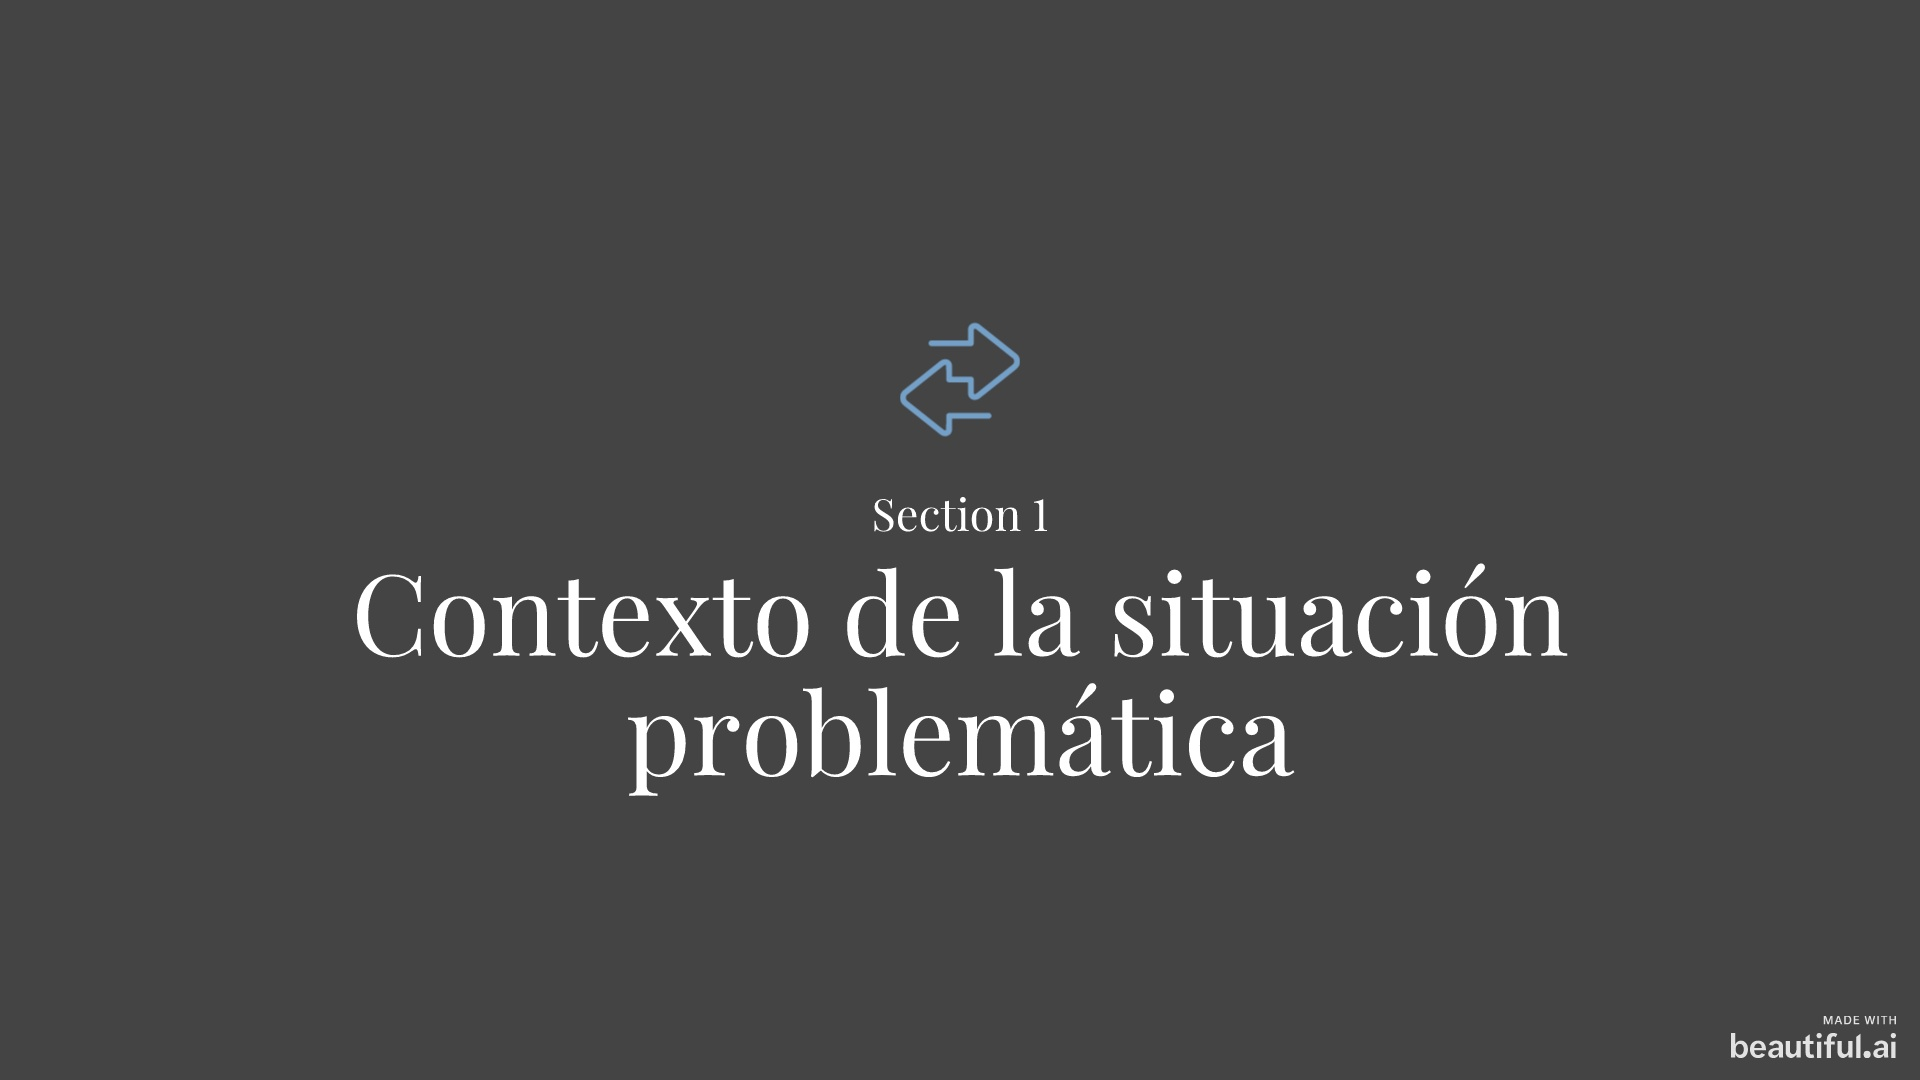 Section 1
Contexto de la situación
problemática
MADE WITH
beautiful.ai